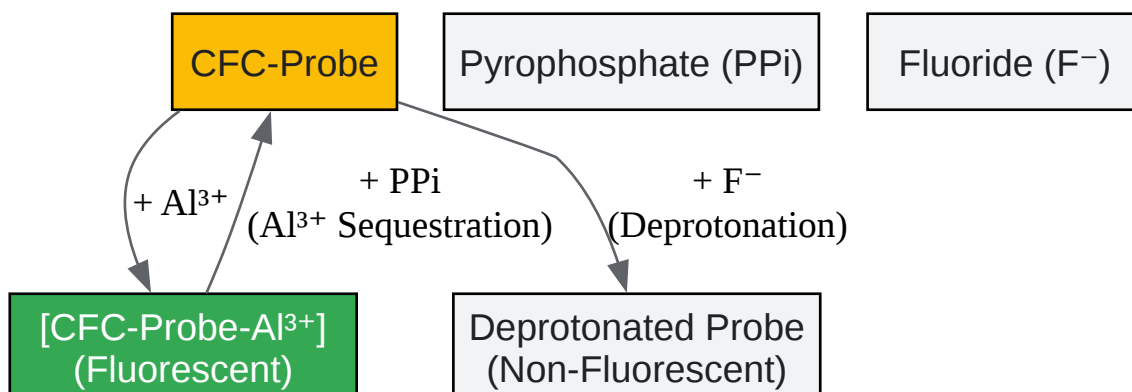 CFC-Probe
Pyrophosphate (PPi)
Fluoride (F⁻)
+ Al³⁺
+ PPi
(Al³⁺ Sequestration)
+ F⁻
(Deprotonation)
[CFC-Probe-Al³⁺]
(Fluorescent)
Deprotonated Probe
(Non-Fluorescent)